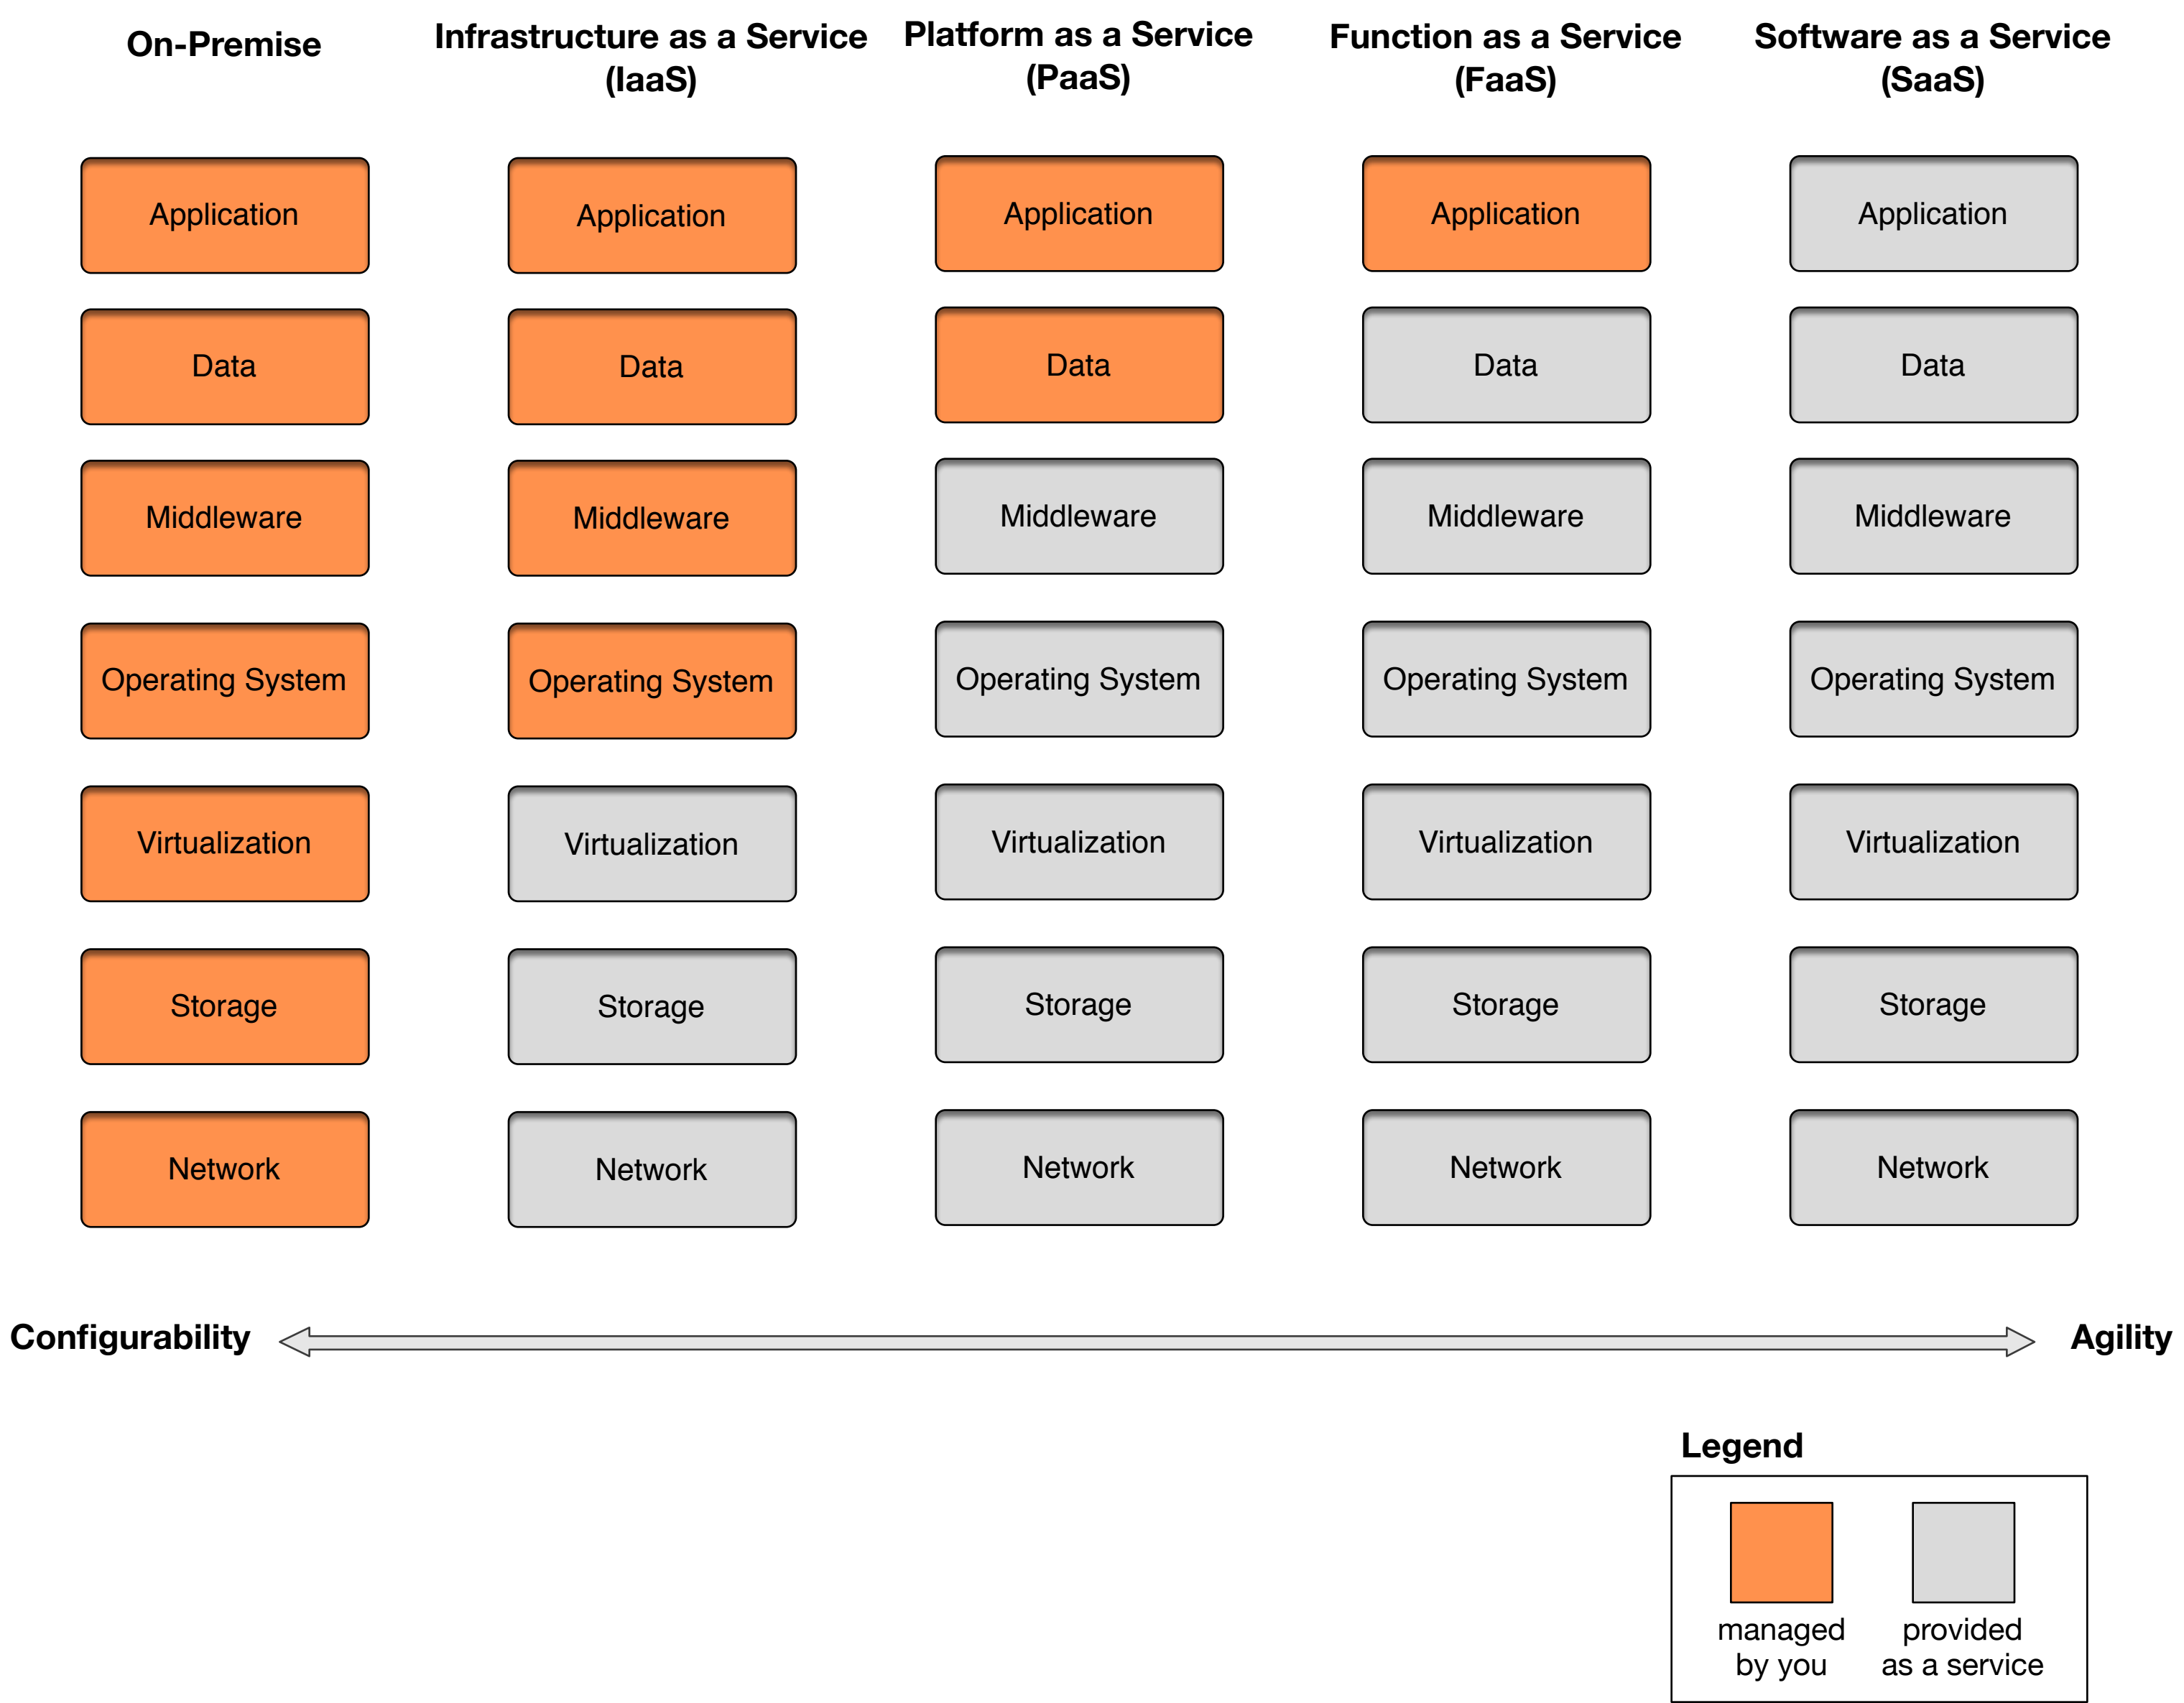 On-Premise
Infrastructure as a Service
(IaaS)
Platform as a Service
(PaaS)
Function as a Service
(FaaS)
Software as a Service
(SaaS)
Application
Application
Application
Application
Application
Data
Data
Data
Data
Data
Middleware
Middleware
Middleware
Middleware
Middleware
Operating System
Operating System
Operating System
Operating System
Operating System
Virtualization
Virtualization
Virtualization
Virtualization
Virtualization
Storage
Storage
Storage
Storage
Storage
Network
Network
Network
Network
Network
Configurability
Agility
Legend
managed
by you
provided
as a service